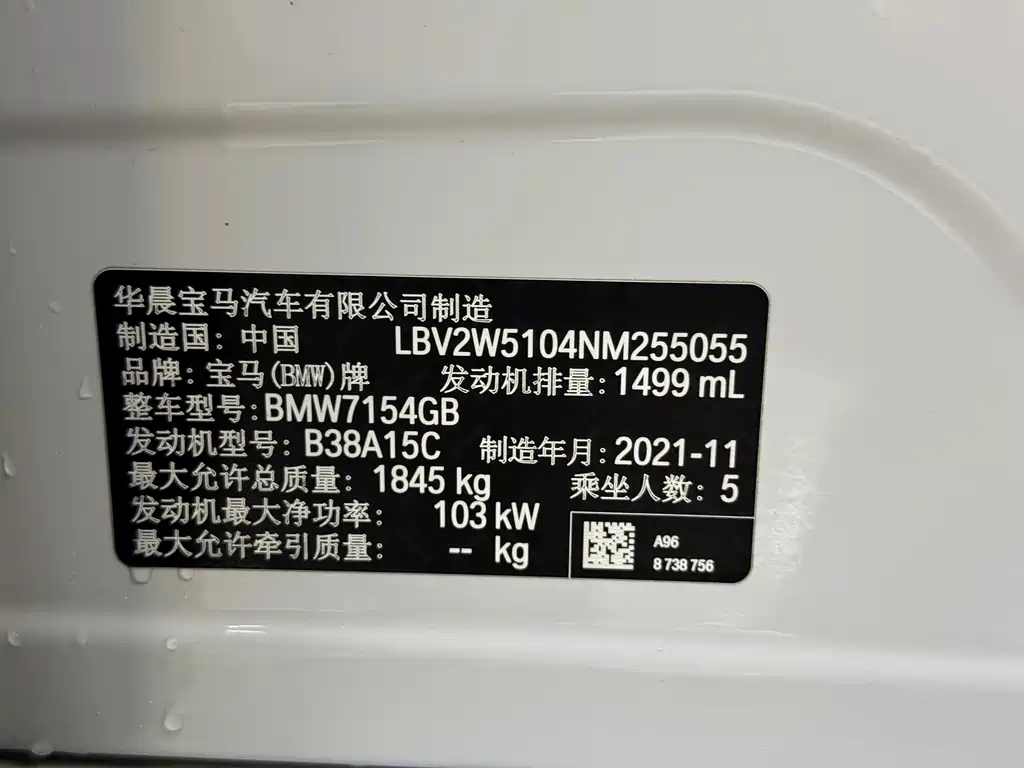 华晨宝马汽车有限公司制造
制造国: 中国 LBV2W5104NM255055
品牌: 宝马(BMW)牌 发动机排量: 1499 mL
整车型号: BMW7154GB
发动机型号: B38A15C 制造年月: 2021-11
最大允许总质量: 1845 kg 乘坐人数: 5
发动机最大净功率: 103 kW
最大允许牵引质量: -- kg
A96
8 738 756